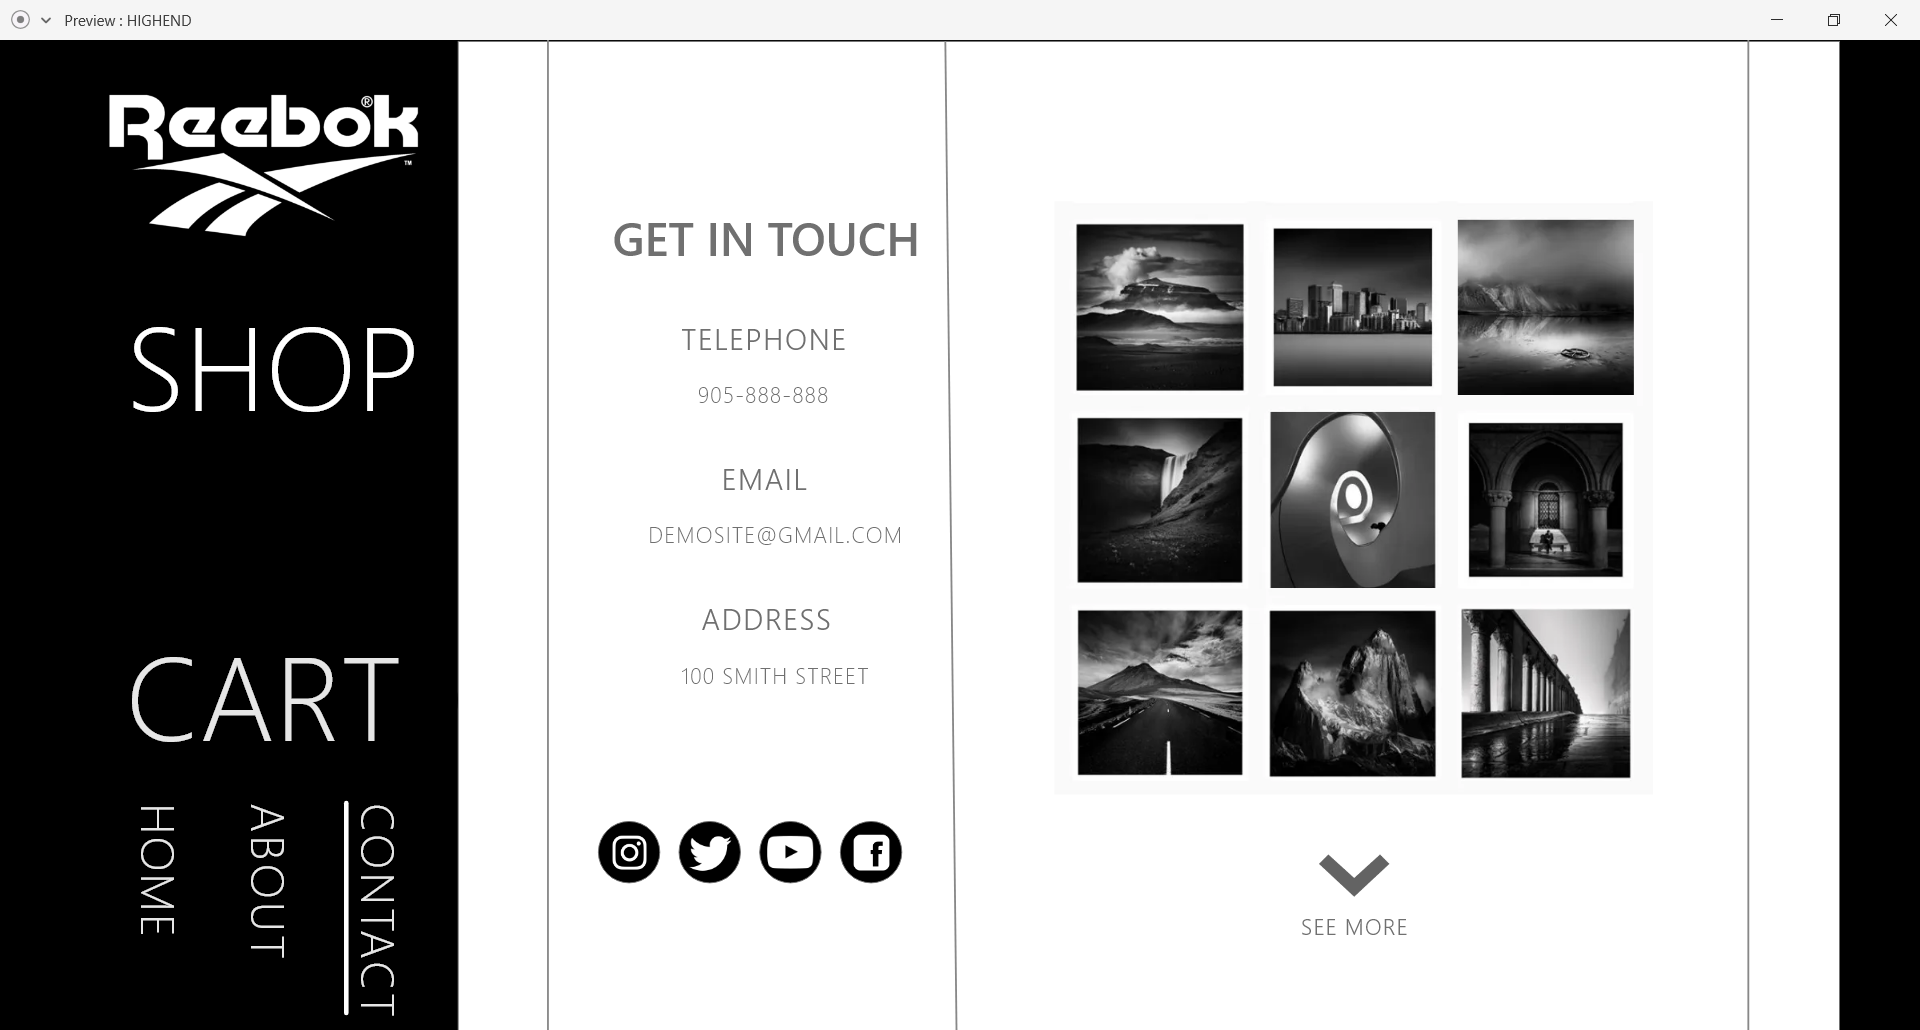 Preview : HIGHEND
Reebok®
™
SHOP
CART
HOME
ABOUT
CONTACT
GET IN TOUCH
TELEPHONE
905-888-888
EMAIL
DEMOSITE@GMAIL.COM
ADDRESS
100 SMITH STREET
SEE MORE